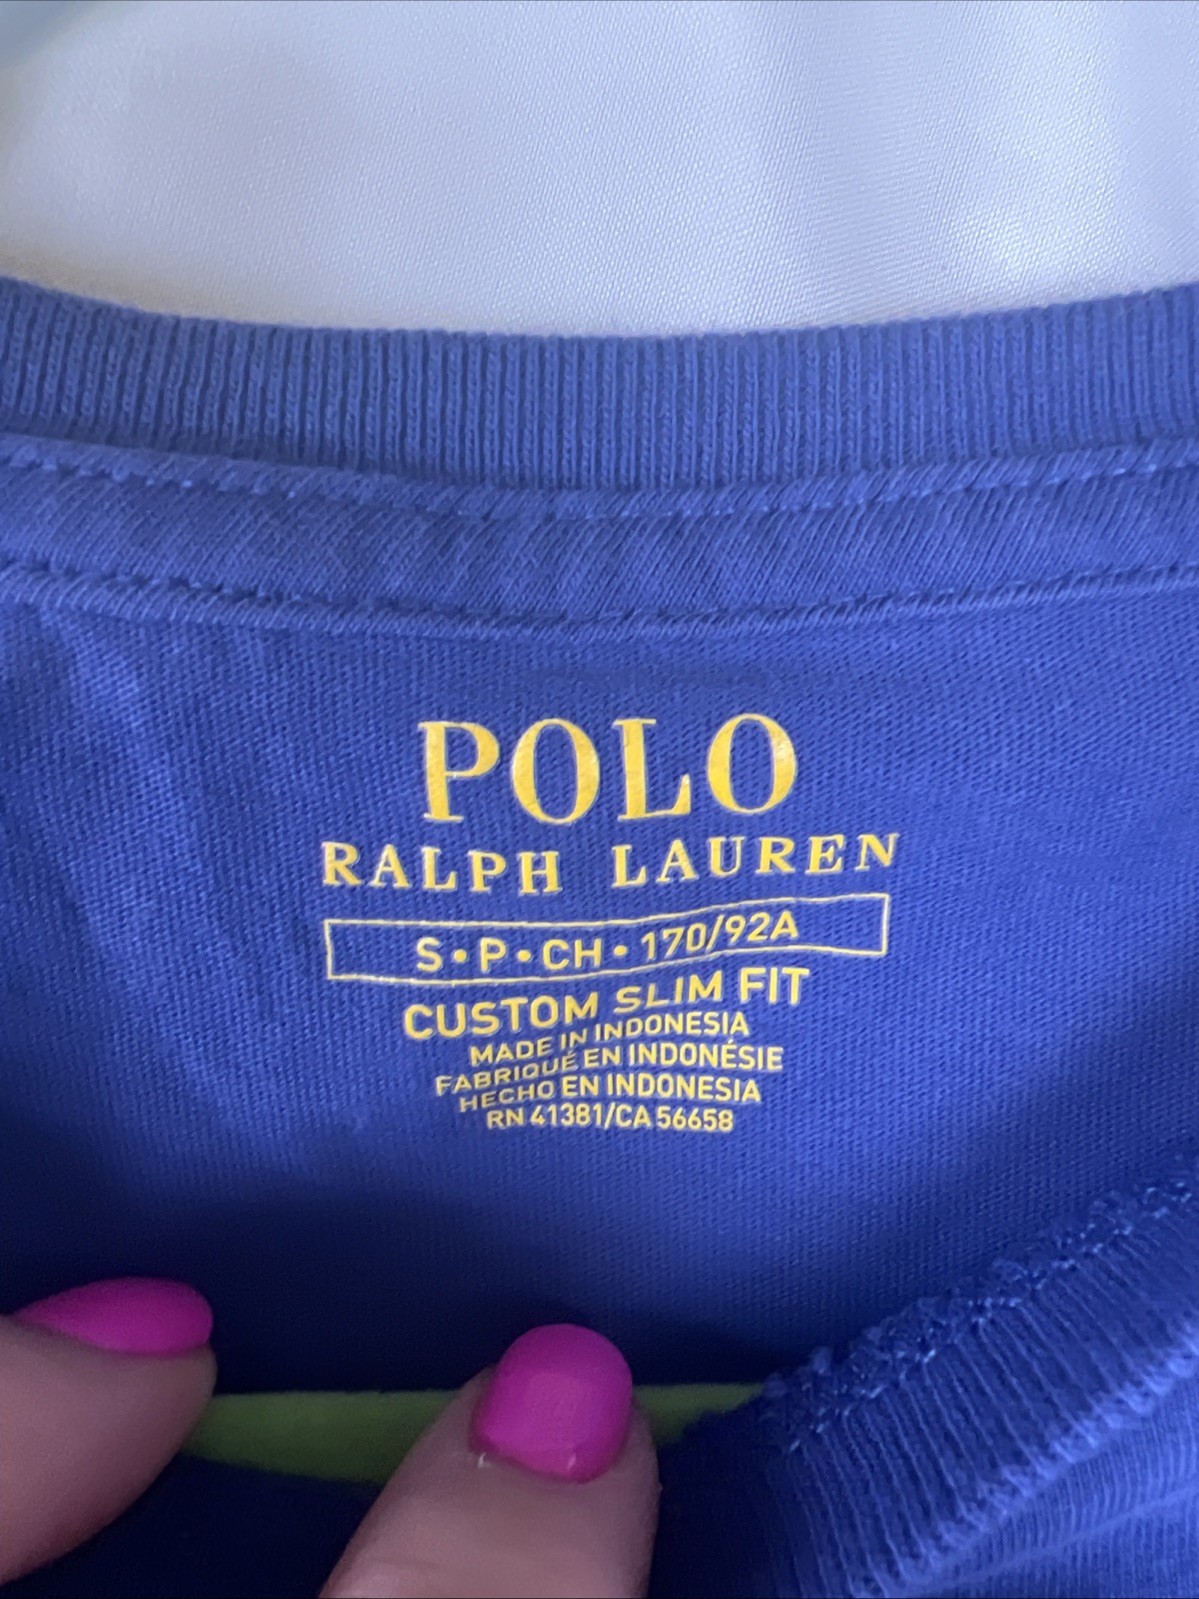 POLO
RALPH LAUREN
S•P•CH•170/92A
CUSTOM SLIM FIT
MADE IN INDONESIA
FABRIQUÉ EN INDONÉSIE
HECHO EN INDONESIA
RN 41381/CA 56658